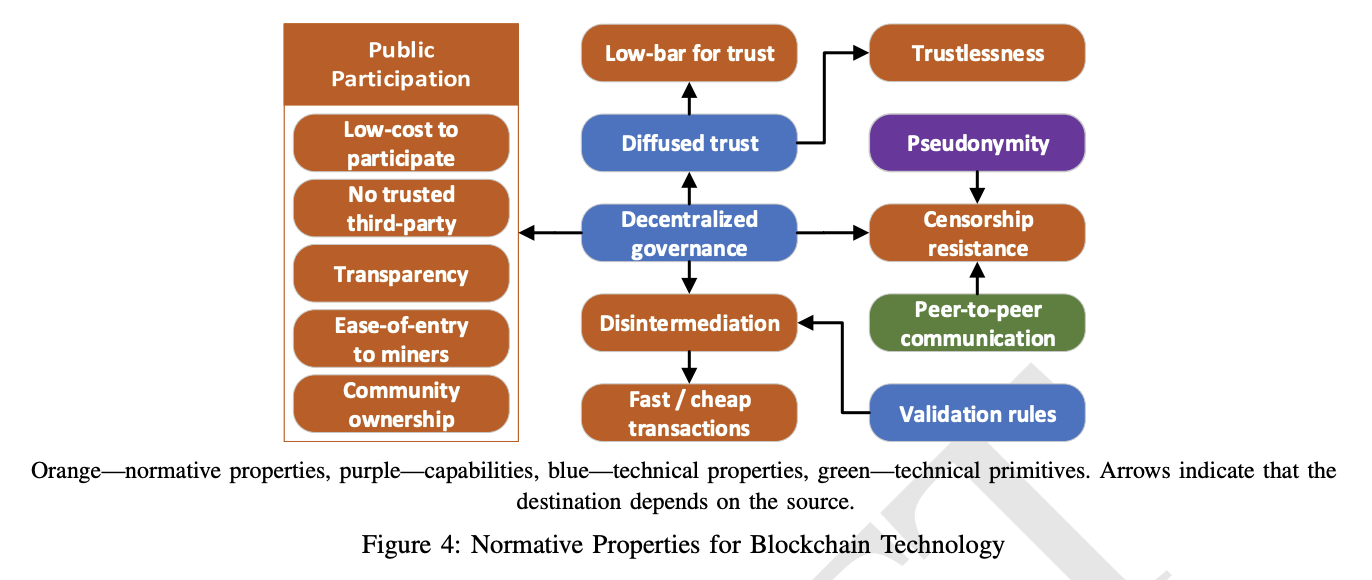 Public
Participation
Low-cost to
participate
No trusted
third-party
Transparency
Ease-of-entry
to miners
Community
ownership
Low-bar for trust
Diffused trust
Decentralized
governance
Disintermediation
Fast / cheap
transactions
Trustlessness
Pseudonymity
Censorship
resistance
Peer-to-peer
communication
Validation rules
Orange—normative properties, purple—capabilities, blue—technical properties, green—technical primitives. Arrows indicate that the
destination depends on the source.
Figure 4: Normative Properties for Blockchain Technology